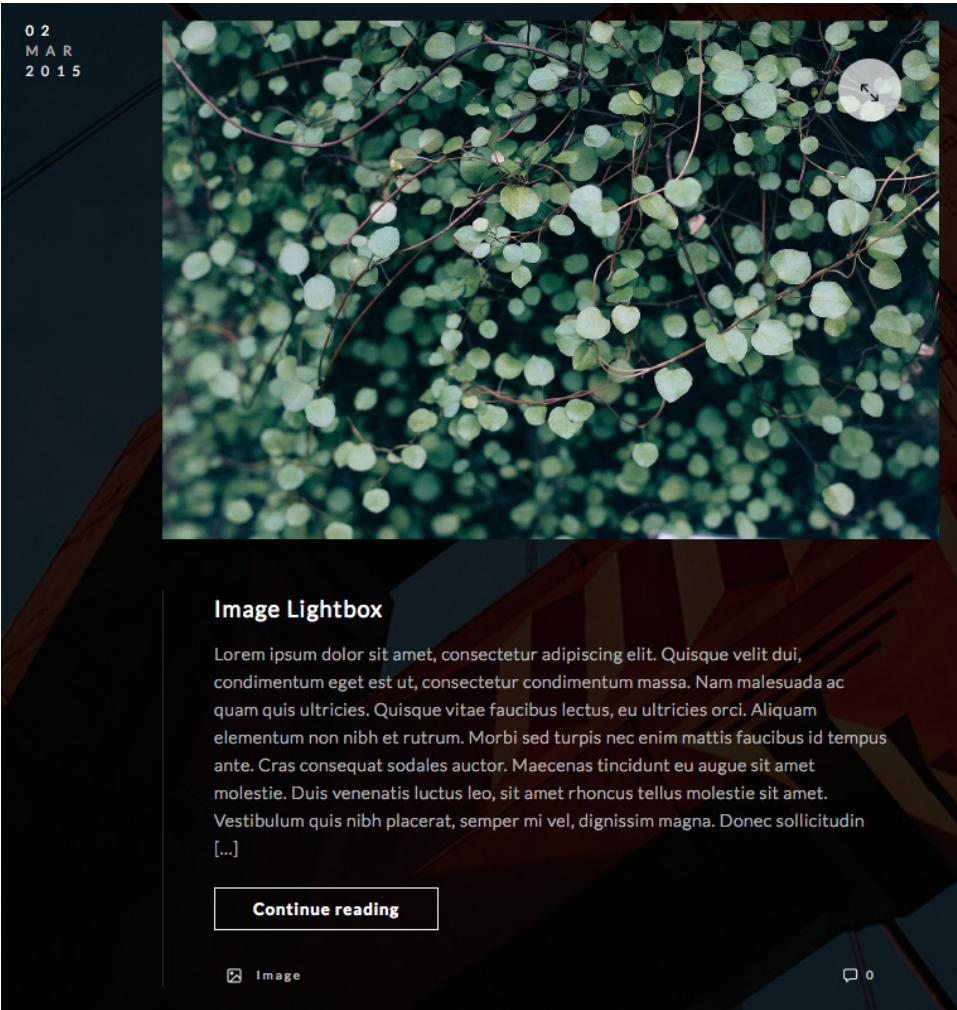 02
MAR
2015
Image Lightbox
Lorem ipsum dolor sit amet, consectetur adipiscing elit. Quisque velit dui,
condimentum eget est ut, consectetur condimentum massa. Nam malesuada ac
quam quis ultricies. Quisque vitae faucibus lectus, eu ultricies orci. Aliquam
elementum non nibh et rutrum. Morbi sed turpis nec enim mattis faucibus id tempus
ante. Cras consequat sodales auctor. Maecenas tincidunt eu augue sit amet
molestie. Duis venenatis luctus leo, sit amet rhoncus tellus molestie sit amet.
Vestibulum quis nibh placerat, semper mi vel, dignissim magna. Donec sollicitudin
[...]
Continue reading
Image 0